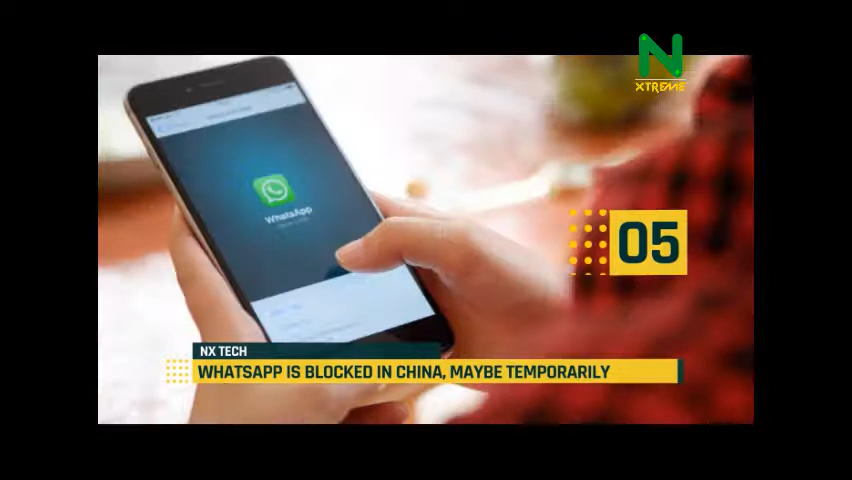 N
XTREME
WhatsApp
05
NX TECH
WHATSAPP IS BLOCKED IN CHINA, MAYBE TEMPORARILY